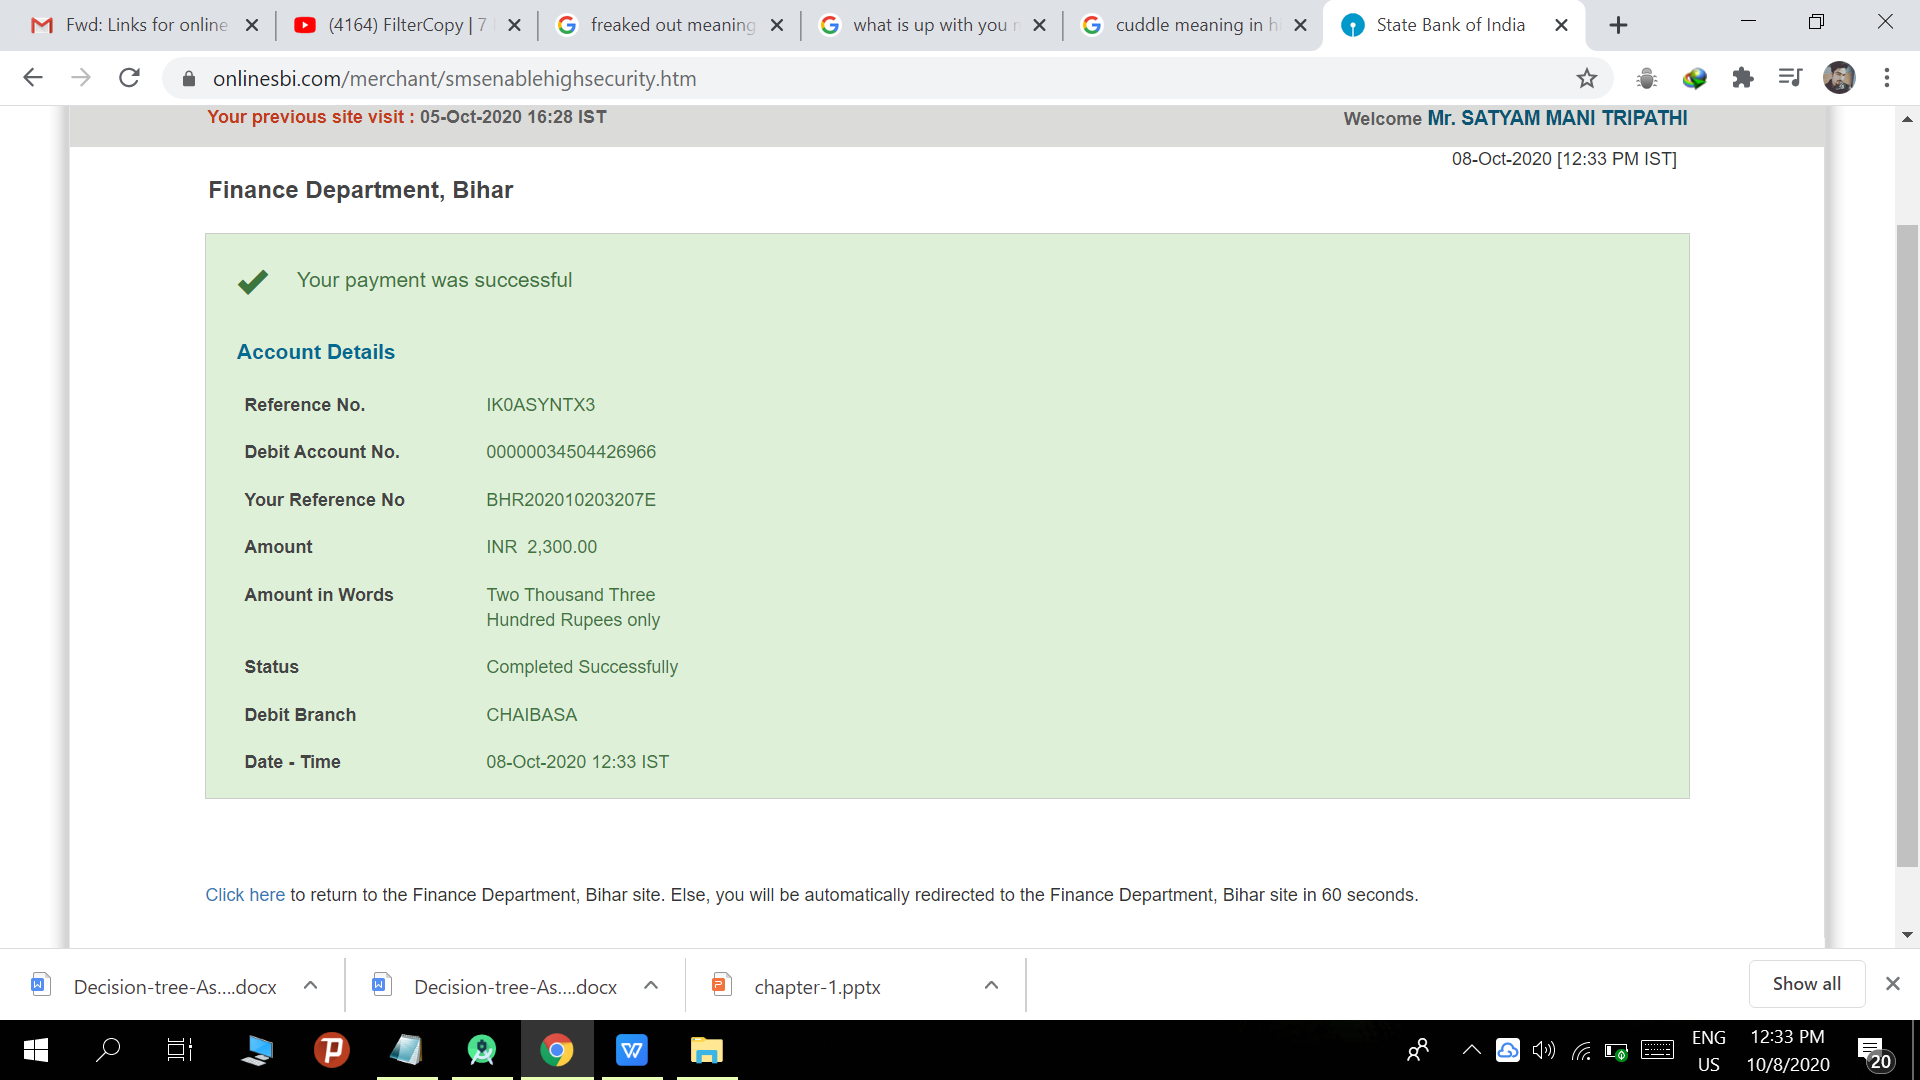 Fwd: Links for online
(4164) FilterCopy | 7
freaked out meaning
what is up with you
cuddle meaning in hi
State Bank of India
onlinesbi.com/merchant/smsenablehighsecurity.htm
Your previous site visit : 05-Oct-2020 16:28 IST
Welcome Mr. SATYAM MANI TRIPATHI
08-Oct-2020 [12:33 PM IST]
Finance Department, Bihar
Your payment was successful
Account Details
Reference No. IK0ASYNTX3
Debit Account No. 00000034504426966
Your Reference No BHR202010203207E
Amount INR 2,300.00
Amount in Words Two Thousand Three
Hundred Rupees only
Status Completed Successfully
Debit Branch CHAIBASA
Date - Time 08-Oct-2020 12:33 IST
Click here to return to the Finance Department, Bihar site. Else, you will be automatically redirected to the Finance Department, Bihar site in 60 seconds.
Decision-tree-As....docx
Decision-tree-As....docx
chapter-1.pptx
Show all
ENG
US
12:33 PM
10/8/2020
20